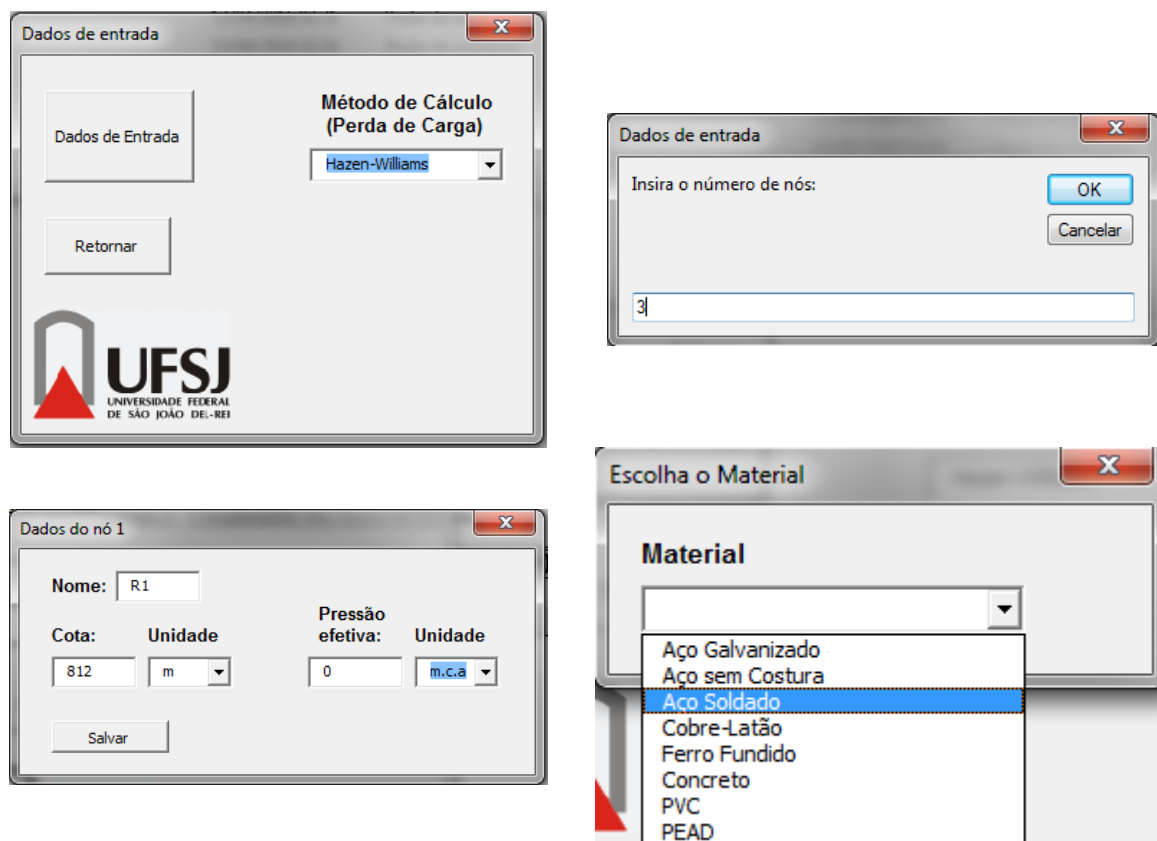 Dados de entrada
Dados de Entrada
Método de Cálculo
(Perda de Carga)
Hazen-Williams
Retornar
UFSJ
UNIVERSIDADE FEDERAL
DE SÃO JOÃO DEL-REI
Dados de entrada
Insira o número de nós:
OK
Cancelar
3
Dados do nó 1
Nome: R1
Cota: Unidade
Pressão
efetiva: Unidade
812 m 0 m.c.a
Salvar
Escolha o Material
Material
Aço Galvanizado
Aço sem Costura
Aço Soldado
Cobre-Latão
Ferro Fundido
Concreto
PVC
PEAD